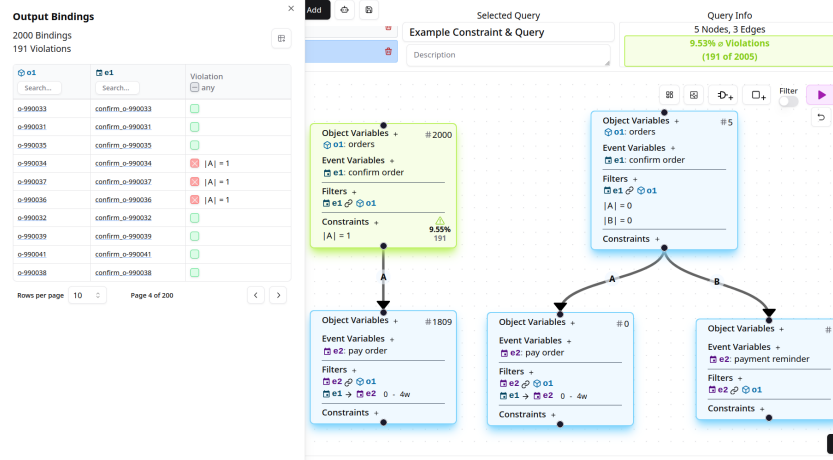 Output Bindings
2000 Bindings
191 Violations
o1 e1 Violation
Search... Search... any
o-990033 confirm_o-990033
o-990031 confirm_o-990031
o-990035 confirm_o-990035
o-990034 confirm_o-990034 |A| = 1
o-990037 confirm_o-990037 |A| = 1
o-990036 confirm_o-990036 |A| = 1
o-990032 confirm_o-990032
o-990039 confirm_o-990039
o-990041 confirm_o-990041
o-990038 confirm_o-990038
Rows per page 10 Page 4 of 200
Add
Selected Query
Example Constraint & Query
Description
Query Info
5 Nodes, 3 Edges
9.53% ⌀ Violations
(191 of 2005)
Filter
Object Variables + #2000
o1: orders
Event Variables +
e1: confirm order
Filters +
e1 o1
Constraints +
|A| = 1
9.55%
191
A
Object Variables + #1809
Event Variables +
e2: pay order
Filters +
e2 o1
e1 → e2 0 - 4w
Constraints +
Object Variables + #5
o1: orders
Event Variables +
e1: confirm order
Filters +
e1 o1
|A| = 0
|B| = 0
Constraints +
A
B
Object Variables + #0
Event Variables +
e2: pay order
Filters +
e2 o1
e1 → e2 0 - 4w
Constraints +
Object Variables + #
Event Variables +
e2: payment reminder
Filters +
e2 o1
Constraints +